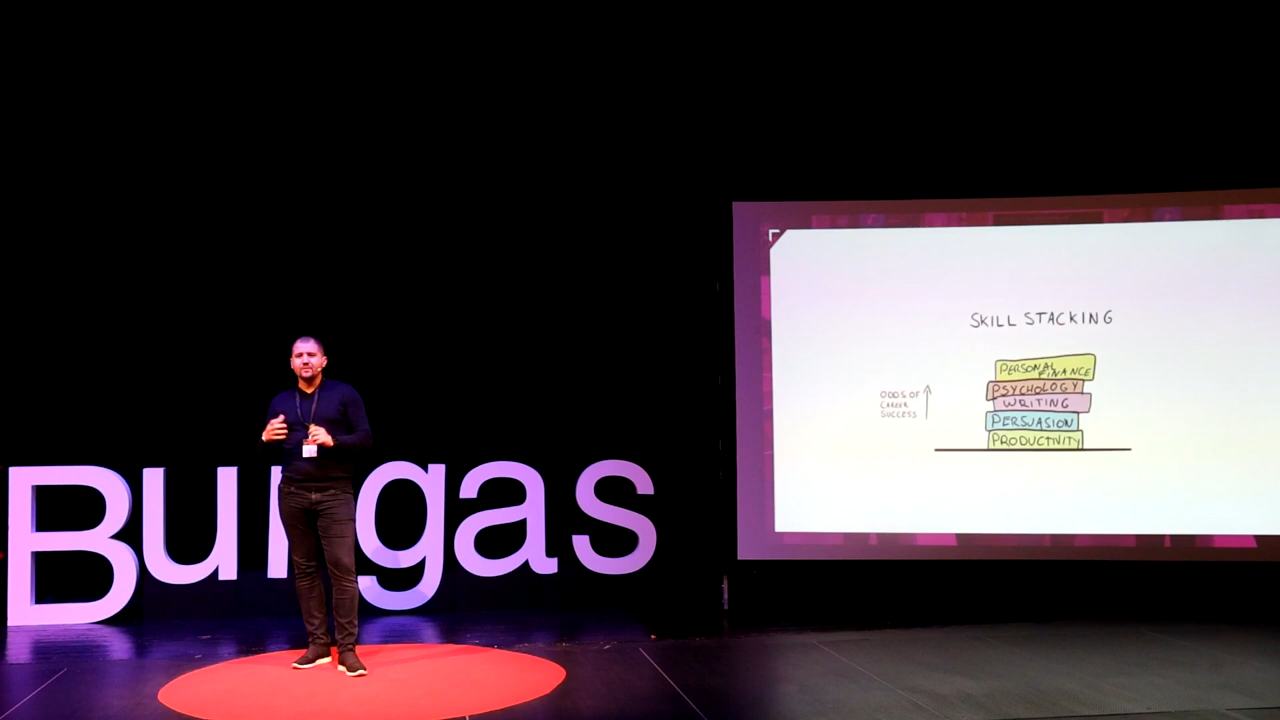 Burgas
SKILL STACKING
PERSONAL
FINANCE
PSYCHOLOGY
WRITING
PERSUASION
PRODUCTIVITY
ODDS OF
CAREER
SUCCESS